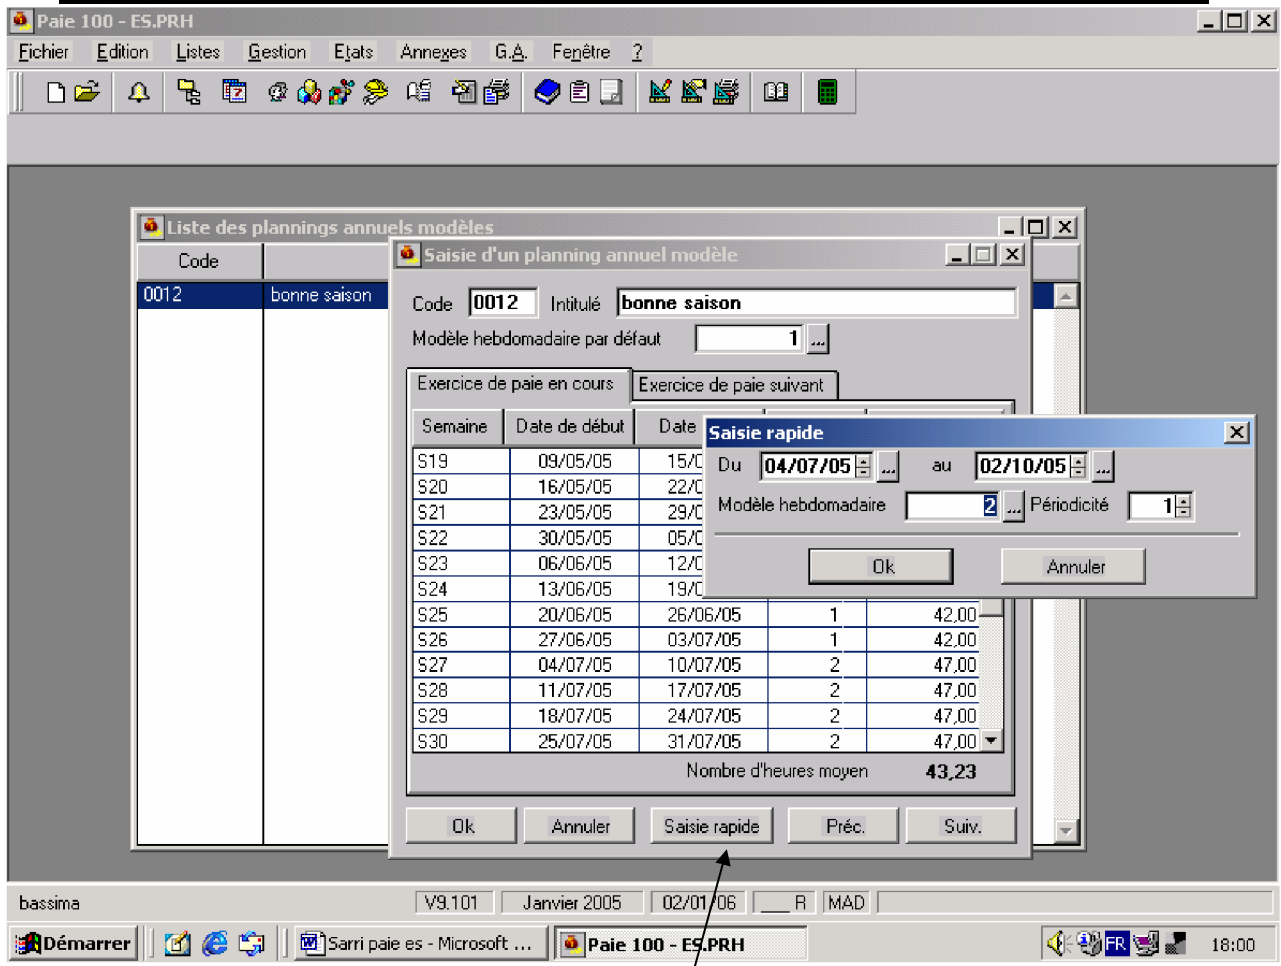 Paie 100 - ES.PRH
Fichier Edition Listes Gestion Etats Annexes G.A. Fenêtre ?
Liste des plannings annuels modèles
Code
0012 bonne saison
Saisie d'un planning annuel modèle
Code 0012 Intitulé bonne saison
Modèle hebdomadaire par défaut 1 ...
Exercice de paie en cours Exercice de paie suivant
Semaine Date de début Date
S19 09/05/05 15/0
S20 16/05/05 22/0
S21 23/05/05 29/0
S22 30/05/05 05/0
S23 06/06/05 12/0
S24 13/06/05 19/0
S25 20/06/05 26/06/05 1 42,00
S26 27/06/05 03/07/05 1 42,00
S27 04/07/05 10/07/05 2 47,00
S28 11/07/05 17/07/05 2 47,00
S29 18/07/05 24/07/05 2 47,00
S30 25/07/05 31/07/05 2 47,00
Nombre d'heures moyen 43,23
Ok Annuler Saisie rapide Préc. Suiv.
Saisie rapide
Du 04/07/05 ... au 02/10/05 ...
Modèle hebdomadaire 2 ... Périodicité 1
Ok Annuler
bassima V9.101 Janvier 2005 02/01/06 ___ R MAD
Démarrer Sarri paie es - Microsoft ... Paie 100 - ES.PRH FR 18:00